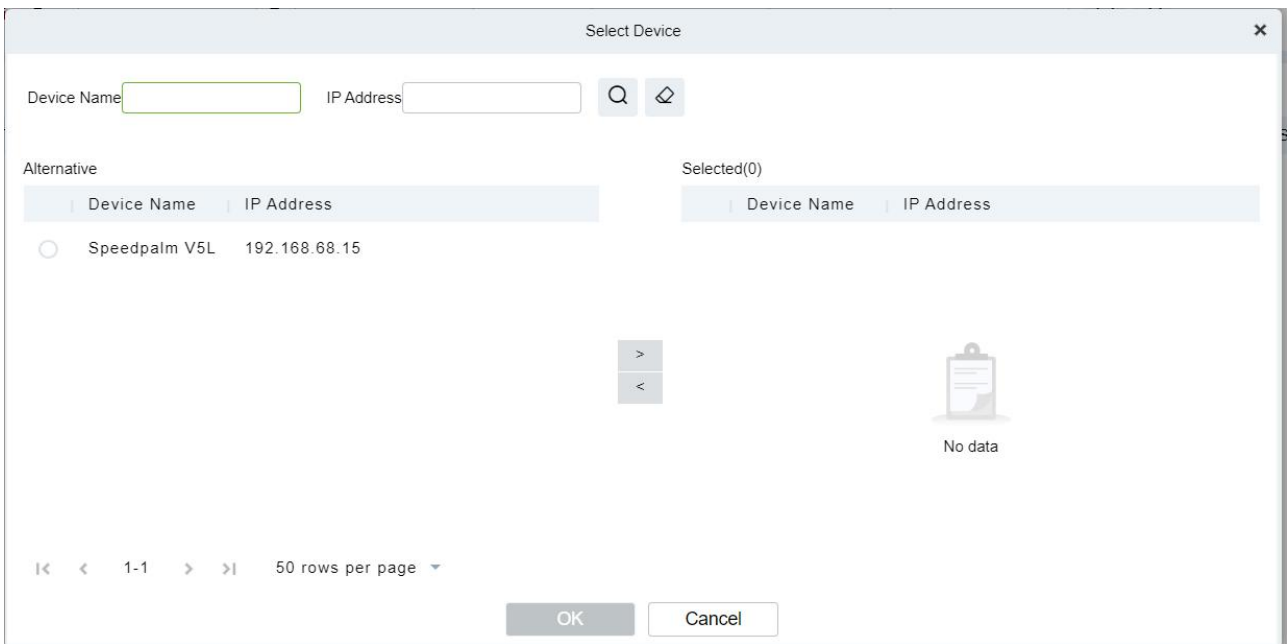 Select Device ×
Device Name IP Address
Alternative Selected(0)
Device Name IP Address Device Name IP Address
Speedpalm V5L 192.168.68.15
>
<
No data
|< < 1-1 > >| 50 rows per page
OK Cancel